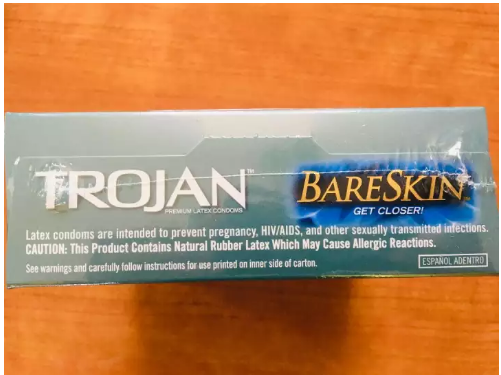 TROJAN™
PREMIUM LATEX CONDOMS
BARESKIN
GET CLOSER!
Latex condoms are intended to prevent pregnancy, HIV/AIDS, and other sexually transmitted infections.
CAUTION: This Product Contains Natural Rubber Latex Which May Cause Allergic Reactions.
See warnings and carefully follow instructions for use printed on inner side of carton.
ESPAÑOL ADENTRO